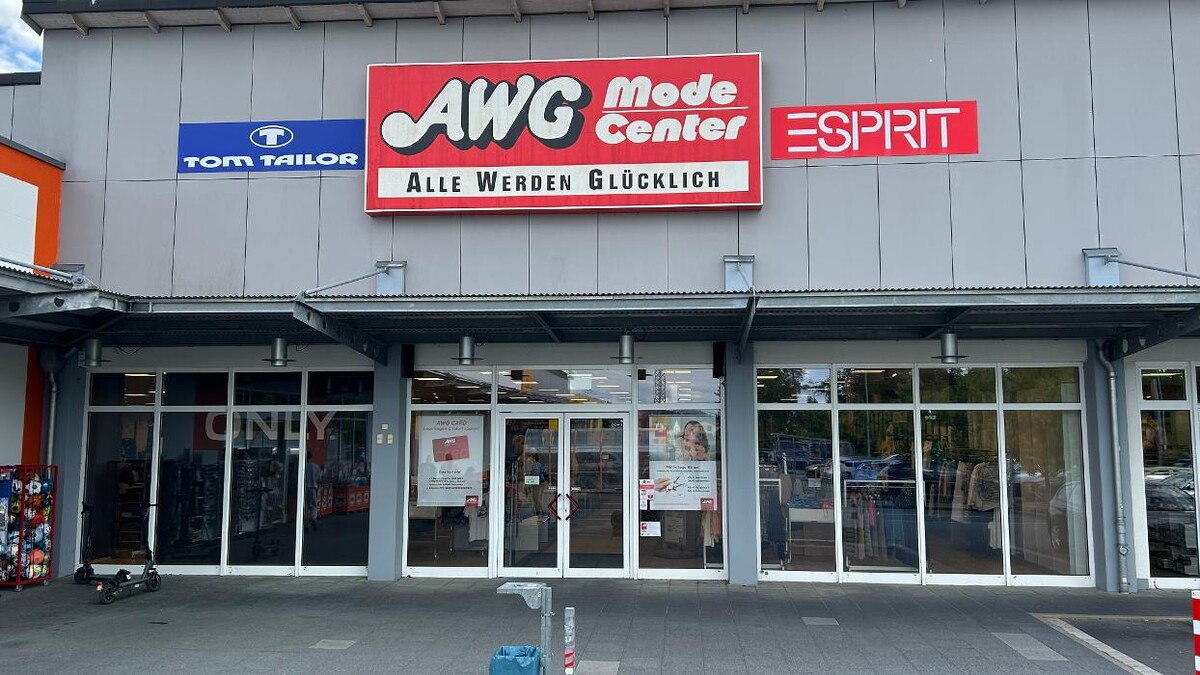 TOM TAILOR
AWG Mode Center
ALLE WERDEN GLÜCKLICH
ESPRIT
ONLY
AWG CARD